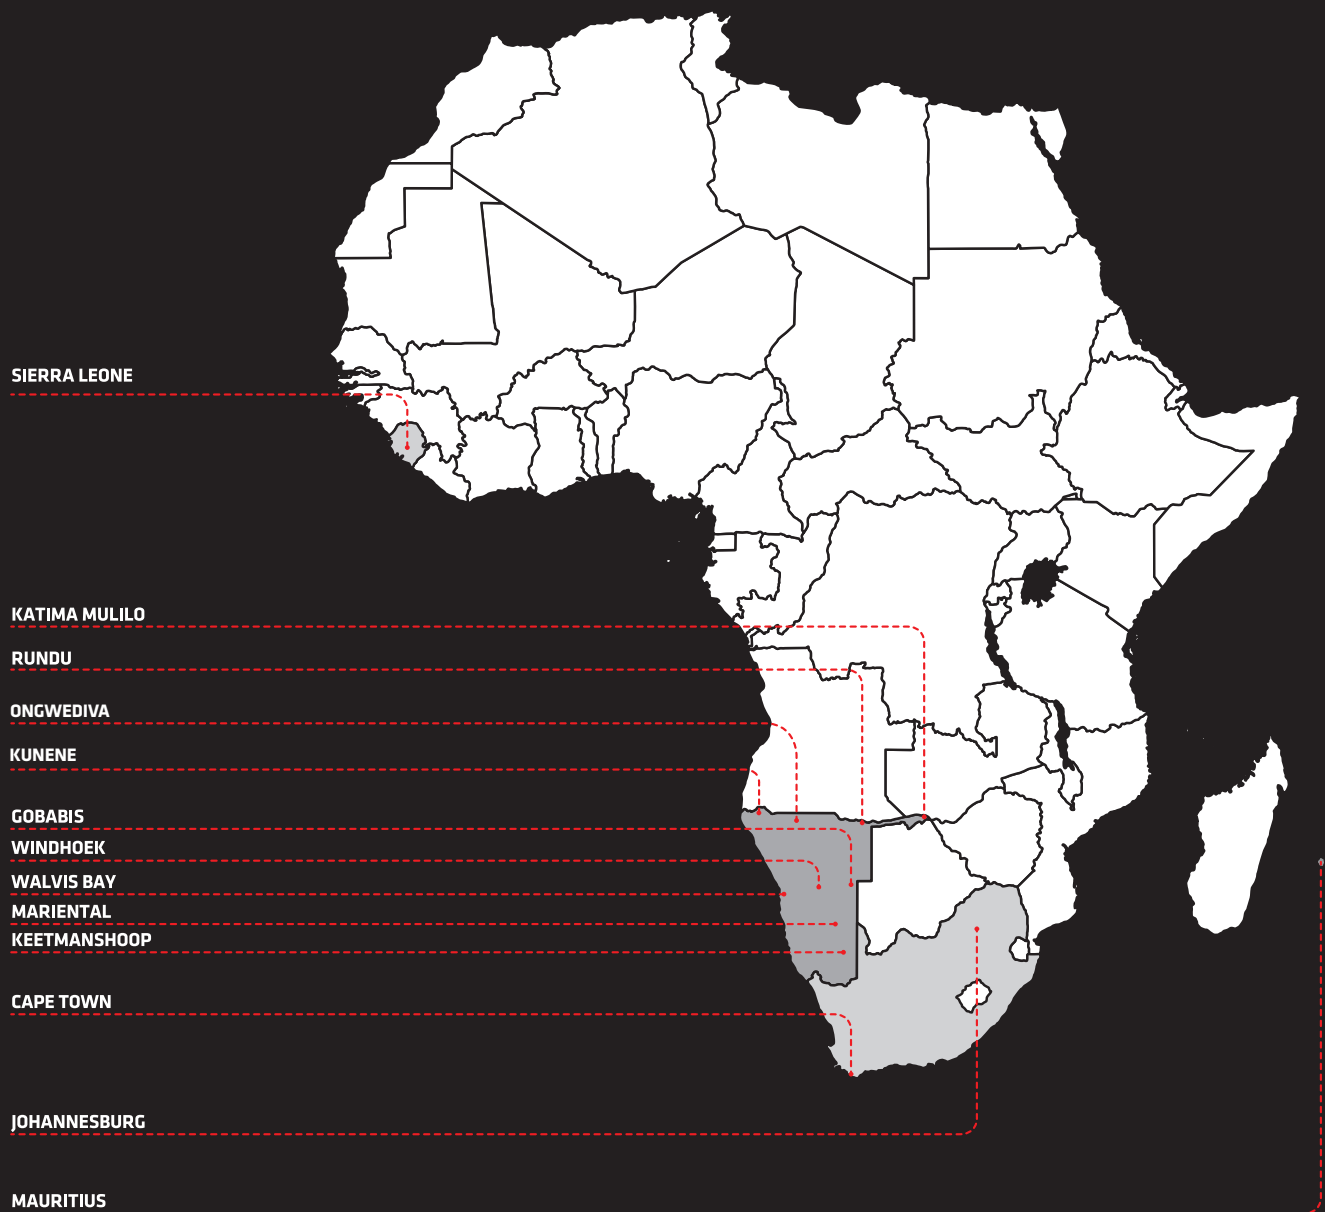 SIERRA LEONE
KATIMA MULILO
RUNDU
ONGWEDIVA
KUNENE
GOBABIS
WINDHOEK
WALVIS BAY
MARIENTAL
KEETMANSHOOP
CAPE TOWN
JOHANNESBURG
MAURITIUS